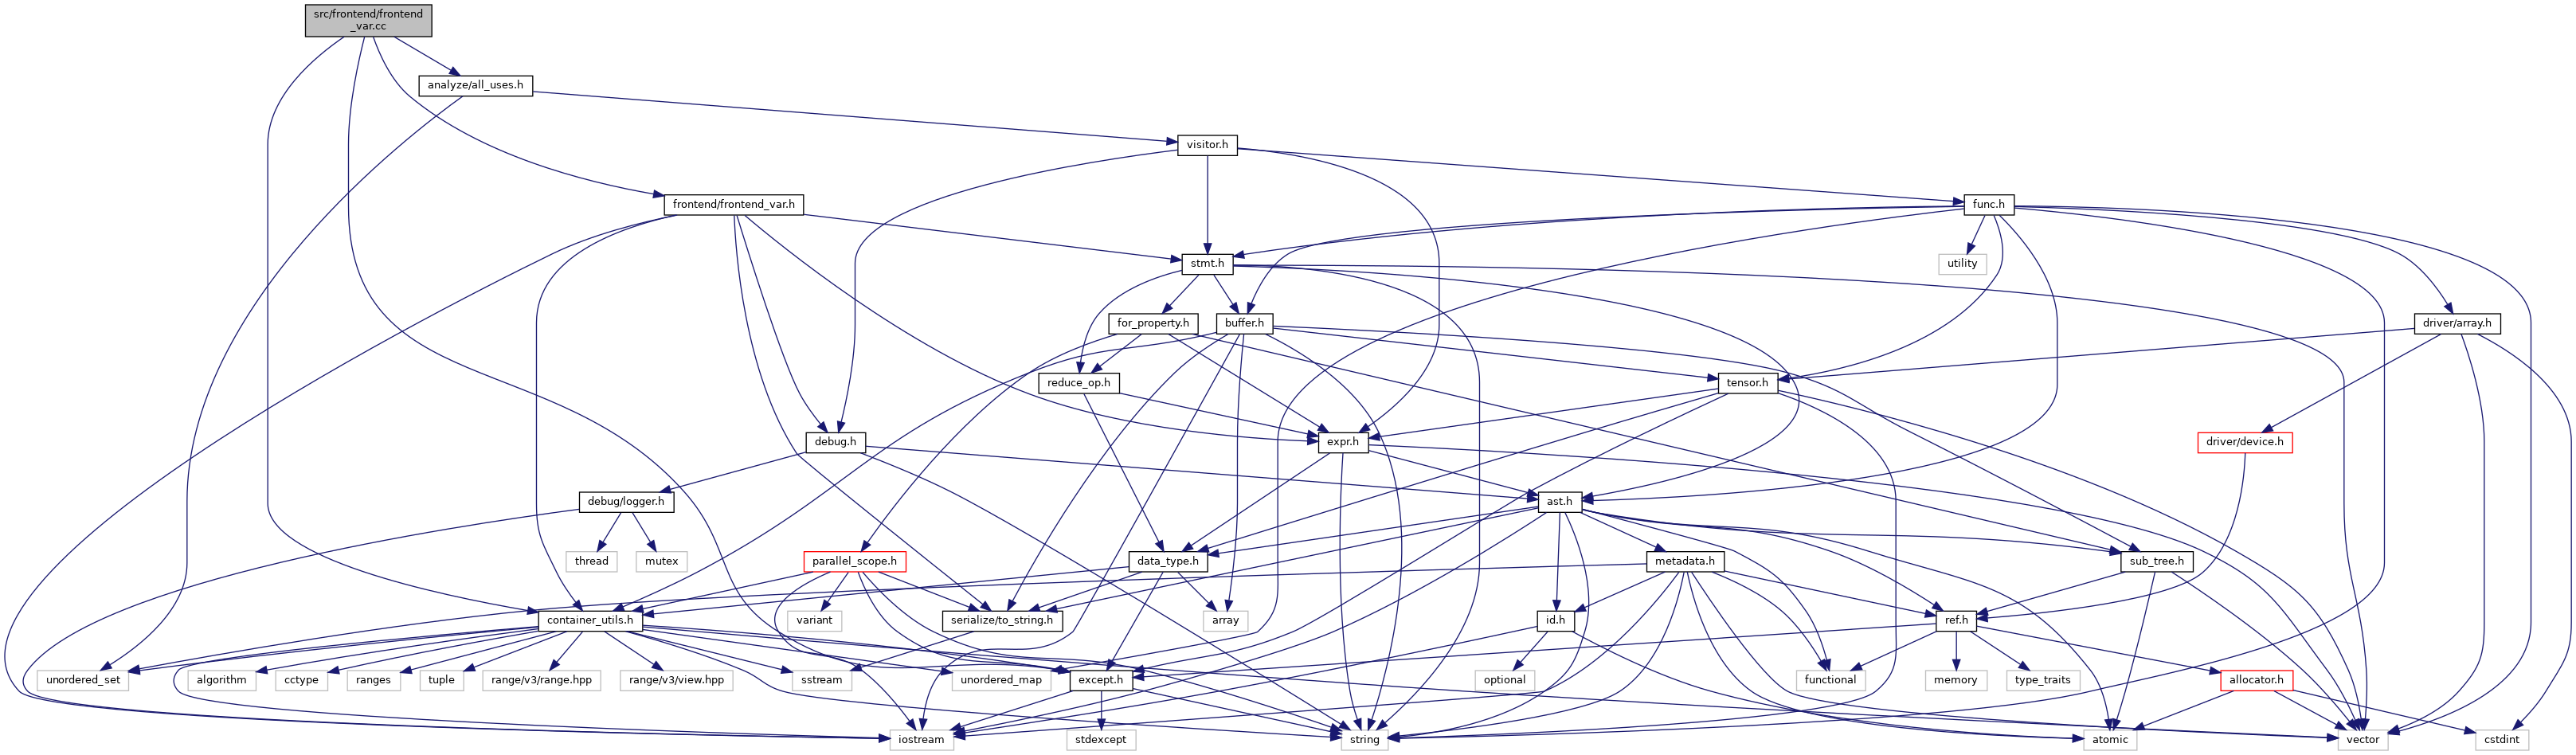 src/frontend/frontend
_var.cc
analyze/all_uses.h
visitor.h
frontend/frontend_var.h
func.h
stmt.h
utility
for_property.h
buffer.h
driver/array.h
reduce_op.h
tensor.h
debug.h
expr.h
driver/device.h
debug/logger.h
ast.h
thread
mutex
parallel_scope.h
data_type.h
metadata.h
sub_tree.h
container_utils.h
variant
serialize/to_string.h
array
id.h
ref.h
unordered_set
algorithm
cctype
ranges
tuple
range/v3/range.hpp
range/v3/view.hpp
sstream
unordered_map
except.h
optional
functional
memory
type_traits
allocator.h
iostream
stdexcept
string
atomic
vector
cstdint